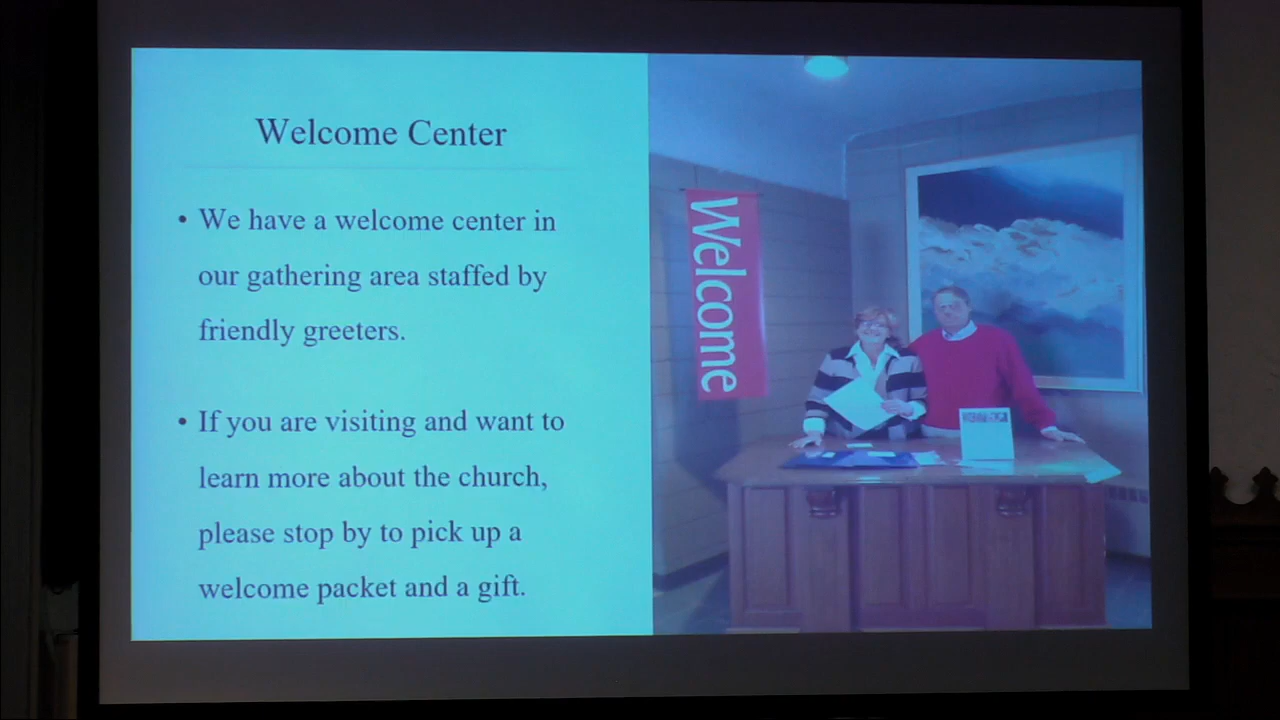 Welcome Center
• We have a welcome center in
our gathering area staffed by
friendly greeters.
• If you are visiting and want to
learn more about the church,
please stop by to pick up a
welcome packet and a gift.
Welcome